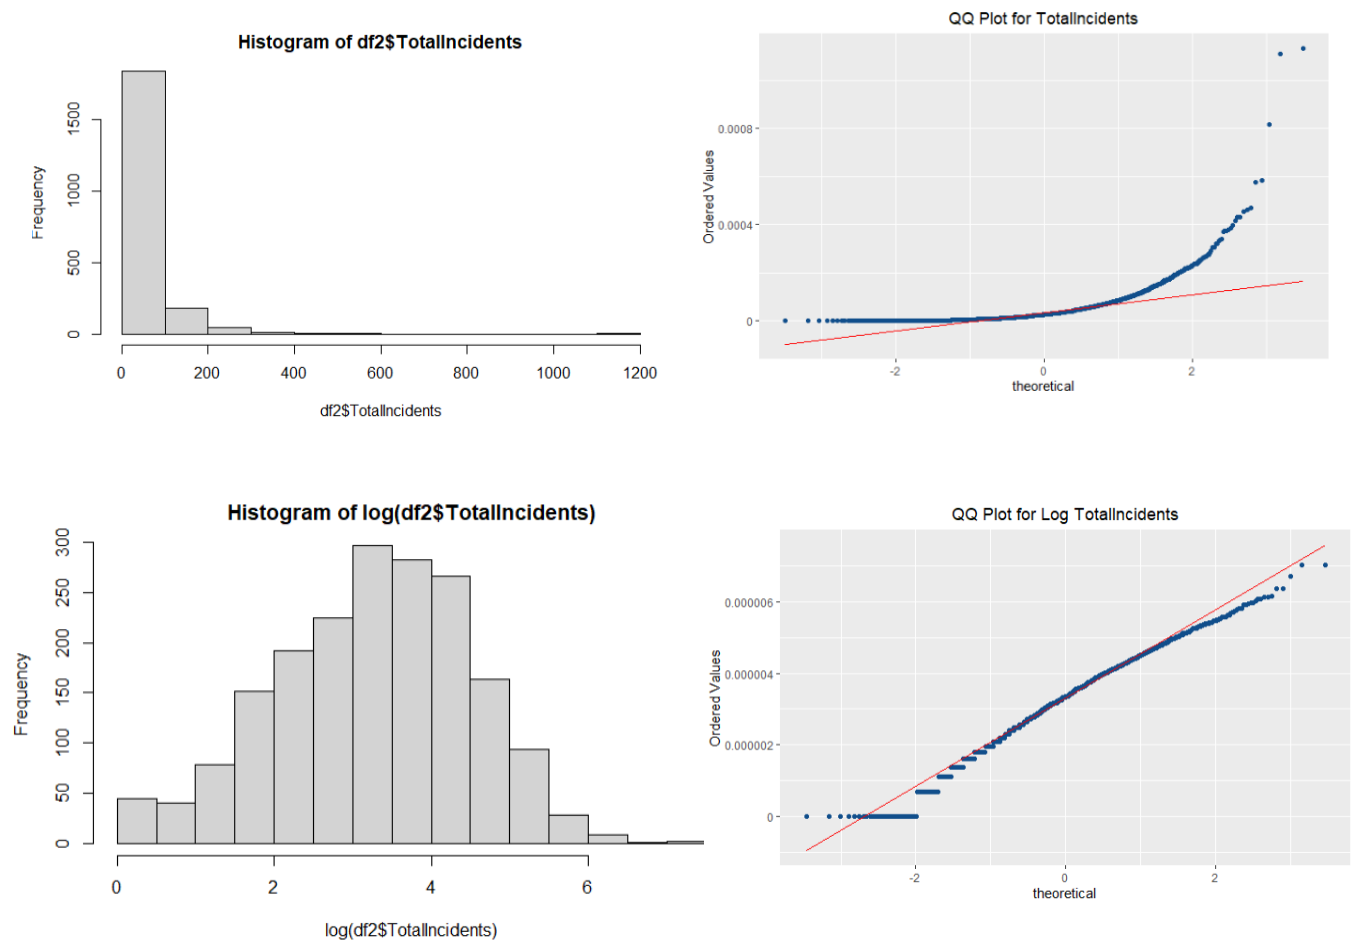 Histogram of df2$TotalIncidents
Frequency
0
500
1000
1500
0 200 400 600 800 1000 1200
df2$TotalIncidents
QQ Plot for TotalIncidents
Ordered Values
0.0008
0.0004
0
-2 0 2
theoretical
Histogram of log(df2$TotalIncidents)
Frequency
0
50
100
150
200
250
300
0 2 4 6
log(df2$TotalIncidents)
QQ Plot for Log TotalIncidents
Ordered Values
0.000006
0.000004
0.000002
0
-2 0 2
theoretical